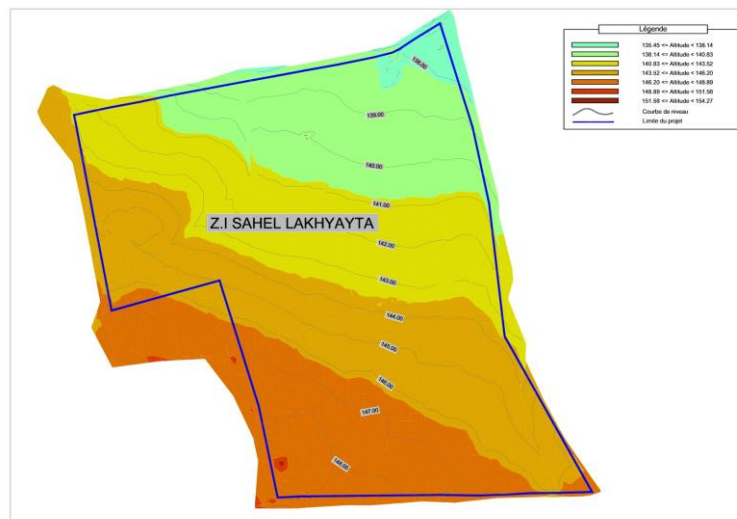 Légende
135.45 <= Altitude < 138.14
138.14 <= Altitude < 140.83
140.83 <= Altitude < 143.52
143.52 <= Altitude < 146.20
146.20 <= Altitude < 148.89
148.89 <= Altitude < 151.58
151.58 <= Altitude < 154.27
Courbe de niveau
Limite du projet
138.00
139.00
140.00
141.00
Z.I SAHEL LAKHYAYTA
142.00
143.00
144.00
145.00
146.00
147.00
148.00